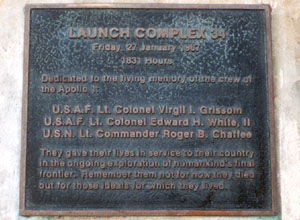 LAUNCH COMPLEX 34
Friday, 27 January 1967
1831 Hours
Dedicated to the living memory of the crew of
the Apollo 1:
U.S.A.F. Lt. Colonel Virgil I. Grissom
U.S.A.F. Lt. Colonel Edward H. White, II
U.S.N. Lt. Commander Roger B. Chaffee
They gave their lives in service to their country
in the ongoing exploration of humankind's final
frontier. Remember them not for how they died
but for those ideals for which they lived.